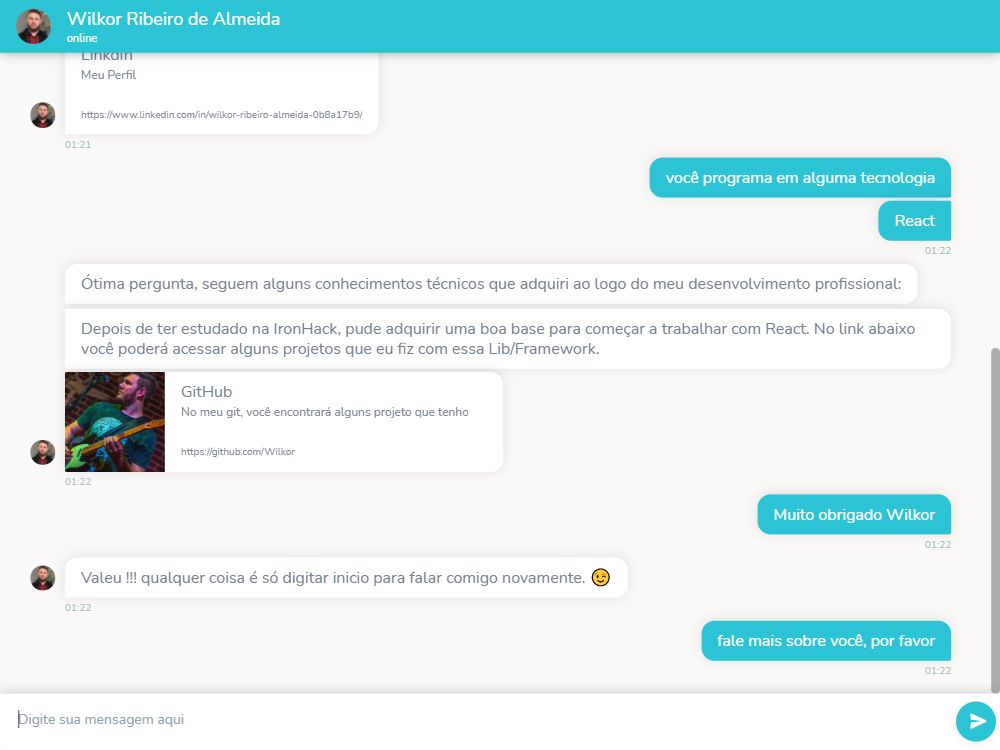 Wilkor Ribeiro de Almeida
online
Linkdin
Meu Perfil
https://www.linkedin.com/in/wilkor-ribeiro-almeida-0b8a17b9/
01:21
você programa em alguma tecnologia
React
01:22
Ótima pergunta, seguem alguns conhecimentos técnicos que adquiri ao logo do meu desenvolvimento profissional:
Depois de ter estudado na IronHack, pude adquirir uma boa base para começar a trabalhar com React. No link abaixo
você poderá acessar alguns projetos que eu fiz com essa Lib/Framework.
GitHub
No meu git, você encontrará alguns projeto que tenho
https://github.com/Wilkor
01:22
Muito obrigado Wilkor
01:22
Valeu !!! qualquer coisa é só digitar inicio para falar comigo novamente. 😉
01:22
fale mais sobre você, por favor
01:22
Digite sua mensagem aqui